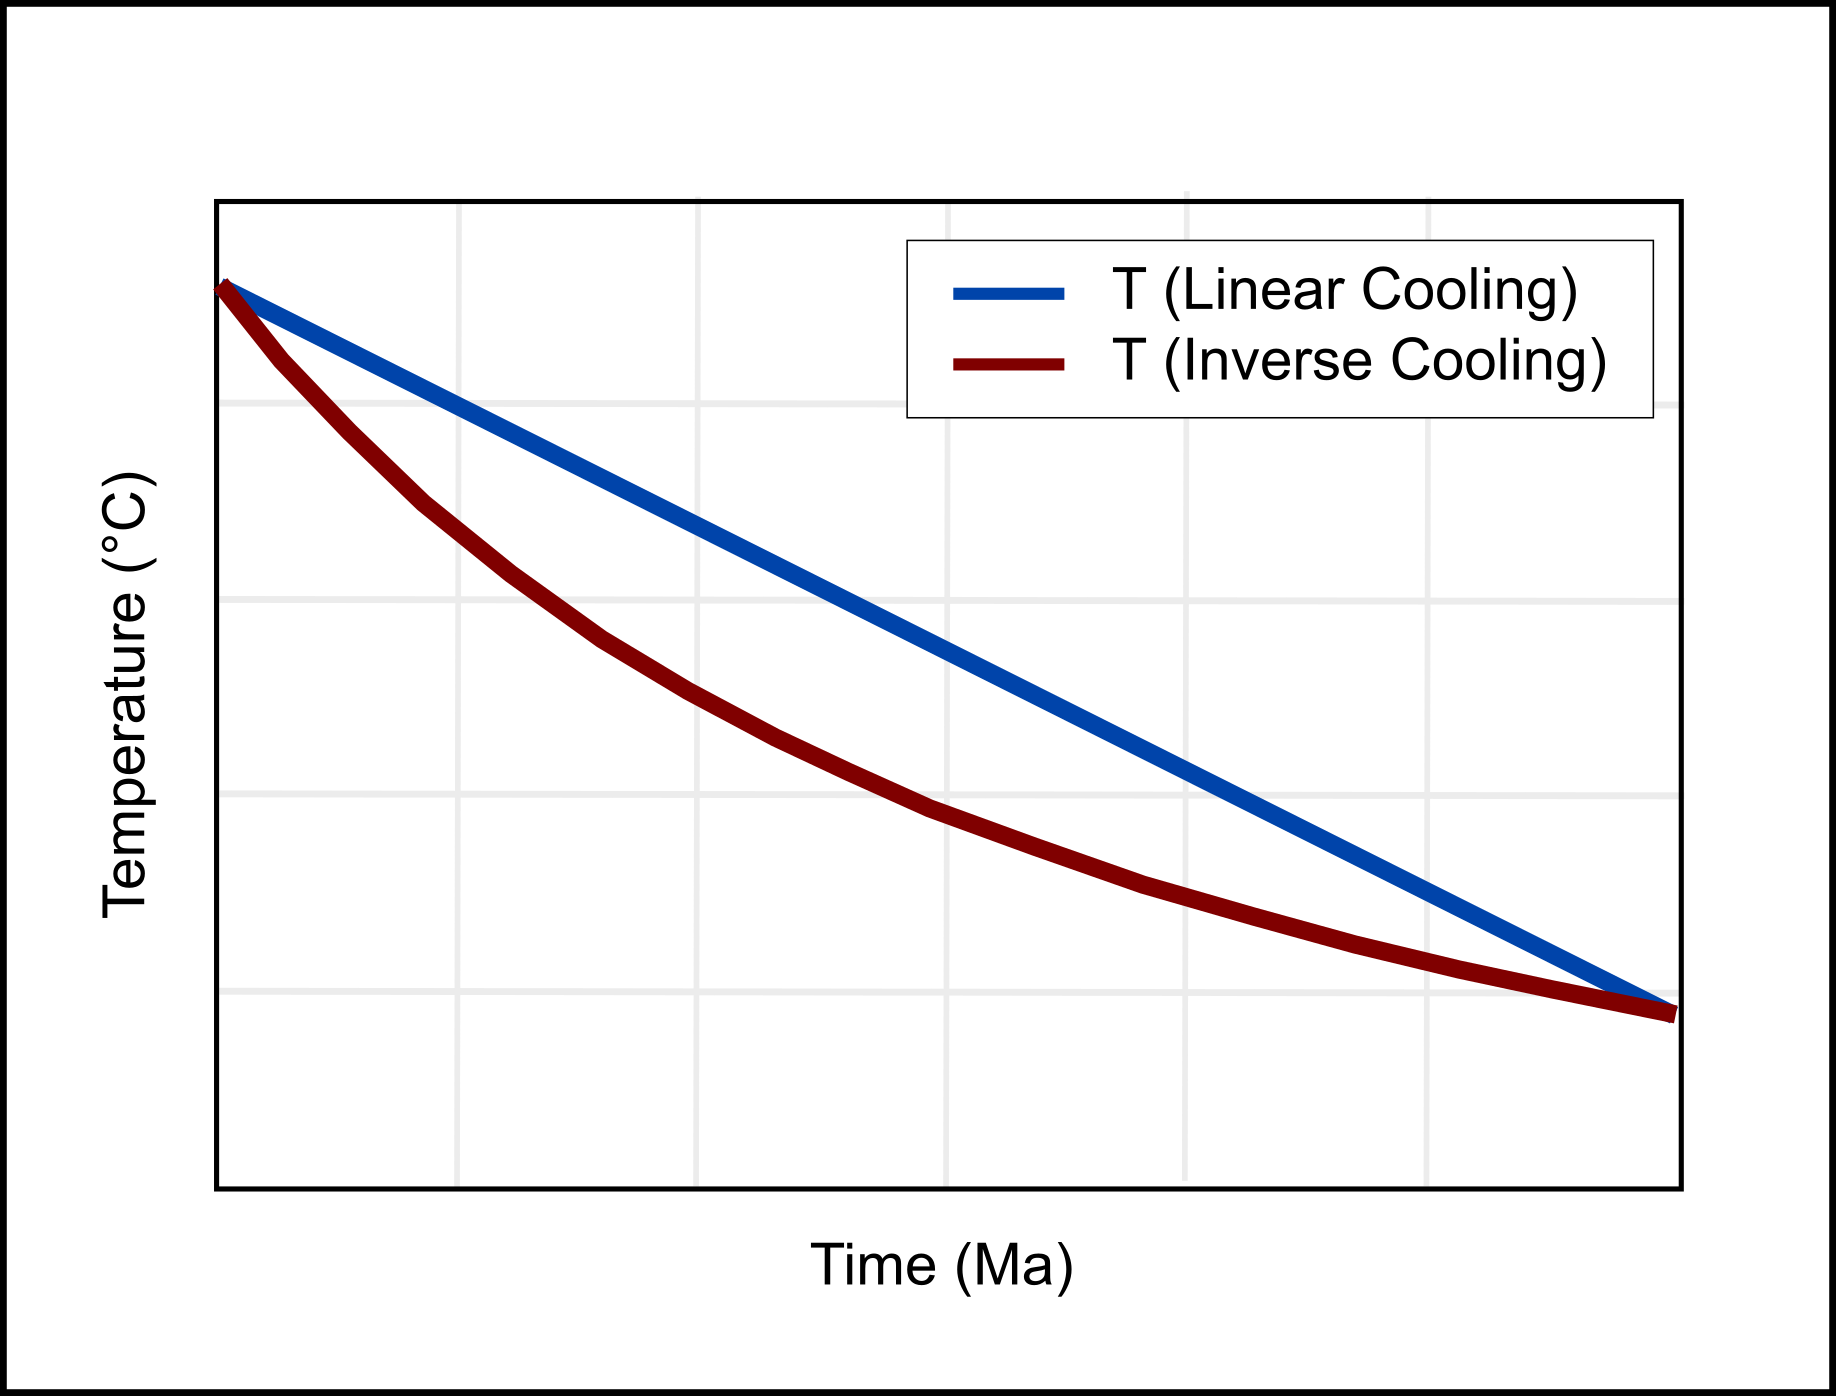 T (Linear Cooling)
T (Inverse Cooling)
Temperature (°C)
Time (Ma)